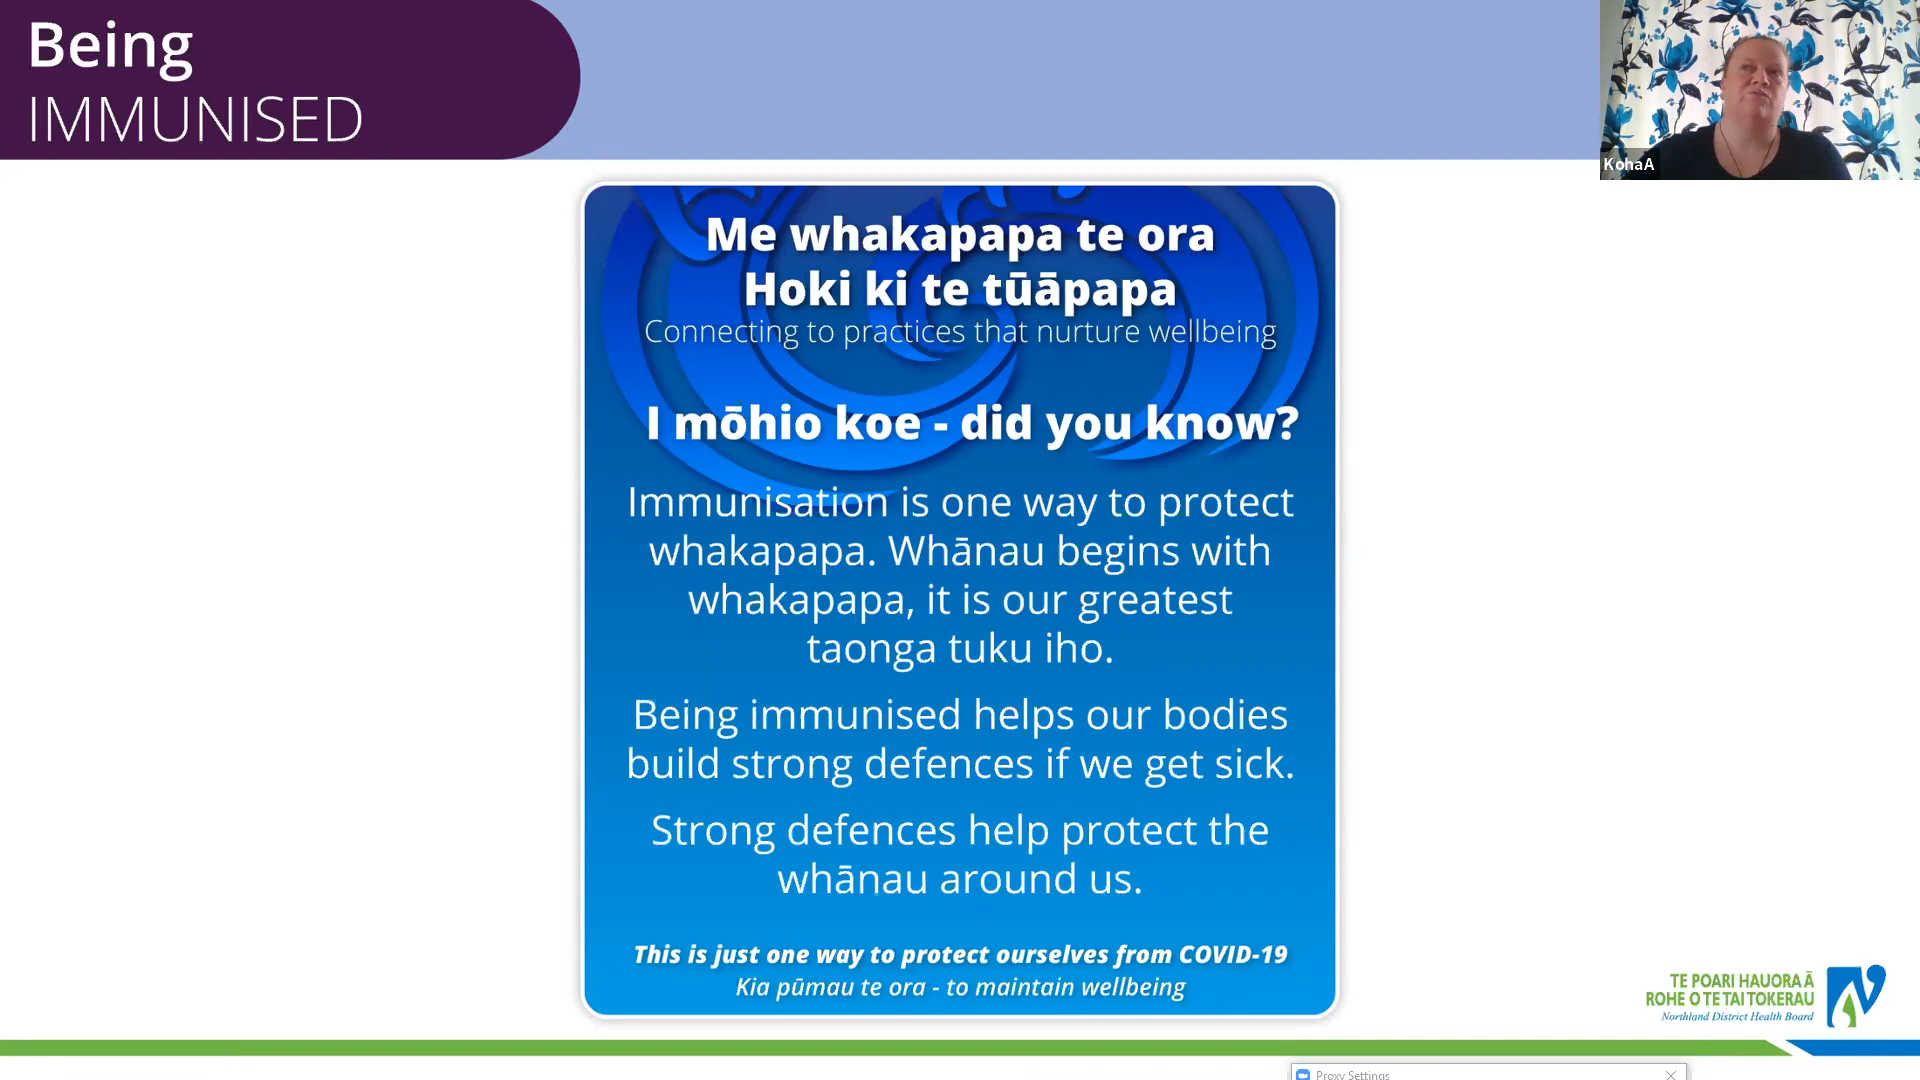 Being
IMMUNISED
KohaA
Me whakapapa te ora
Hoki ki te tūāpapa
Connecting to practices that nurture wellbeing
I mōhio koe - did you know?
Immunisation is one way to protect
whakapapa. Whānau begins with
whakapapa, it is our greatest
taonga tuku iho.
Being immunised helps our bodies
build strong defences if we get sick.
Strong defences help protect the
whānau around us.
This is just one way to protect ourselves from COVID-19
Kia pūmau te ora - to maintain wellbeing
TE POARI HAUORA Ā
ROHE O TE TAI TOKERAU
Northland District Health Board
Proxy Settings